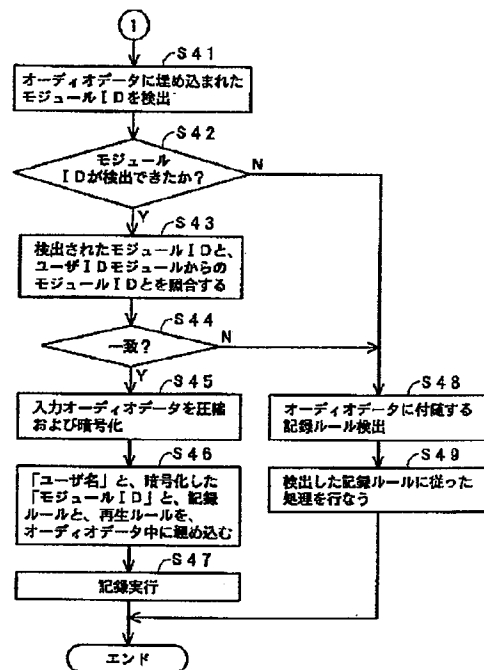 1
S41
オーディオデータに埋め込まれた
モジュールIDを検出
S42
モジュール
IDが検出できたか?
N
Y
S43
検出されたモジュールIDと、
ユーザIDモジュールからの
モジュールIDとを照合する
S44
一致?
N
Y
S45
入力オーディオデータを圧縮
および暗号化
S46
「ユーザ名」と、暗号化した
「モジュールID」と、記録
ルールと、再生ルールを、
オーディオデータ中に埋め込む
S47
記録実行
S48
オーディオデータに付随する
記録ルール検出
S49
検出した記録ルールに従った
処理を行なう
エンド